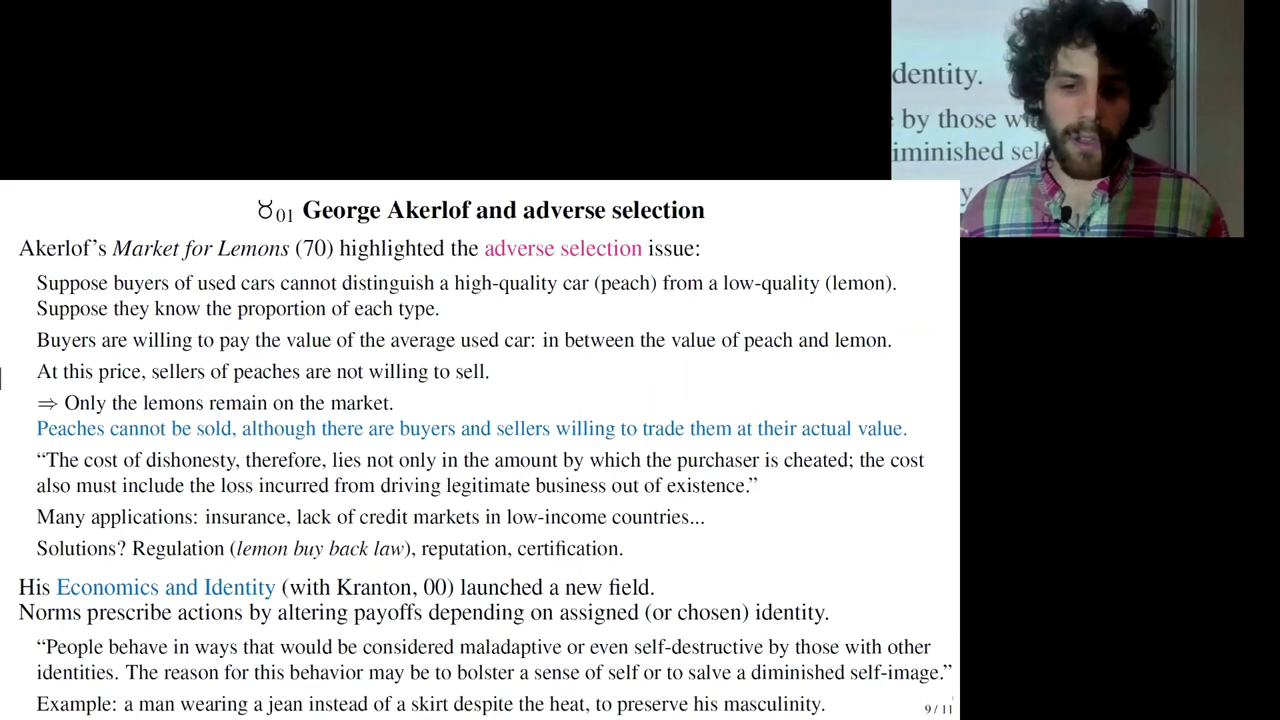 dentity.
by those
iminished sel
y
♉01 George Akerlof and adverse selection
Akerlof's Market for Lemons (70) highlighted the adverse selection issue:
Suppose buyers of used cars cannot distinguish a high-quality car (peach) from a low-quality (lemon).
Suppose they know the proportion of each type.
Buyers are willing to pay the value of the average used car: in between the value of peach and lemon.
At this price, sellers of peaches are not willing to sell.
⇒ Only the lemons remain on the market.
Peaches cannot be sold, although there are buyers and sellers willing to trade them at their actual value.
“The cost of dishonesty, therefore, lies not only in the amount by which the purchaser is cheated; the cost
also must include the loss incurred from driving legitimate business out of existence.”
Many applications: insurance, lack of credit markets in low-income countries...
Solutions? Regulation (lemon buy back law), reputation, certification.
His Economics and Identity (with Kranton, 00) launched a new field.
Norms prescribe actions by altering payoffs depending on assigned (or chosen) identity.
“People behave in ways that would be considered maladaptive or even self-destructive by those with other
identities. The reason for this behavior may be to bolster a sense of self or to salve a diminished self-image.”
Example: a man wearing a jean instead of a skirt despite the heat, to preserve his masculinity.
9 / 11